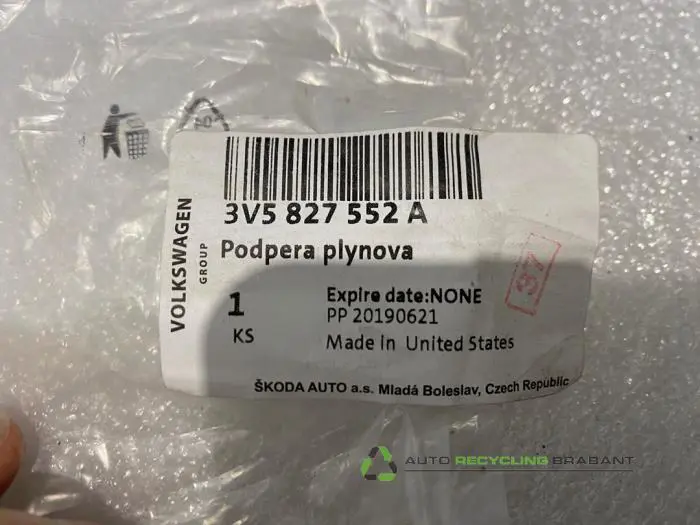 3V5 827 552 A
Podpera plynova
VOLKSWAGEN
GROUP
1
KS
Expire date:NONE
PP 20190621
Made in United States
37
ŠKODA AUTO a.s. Mladá Boleslav, Czech Republic
AUTO RECYCLING BRABANT